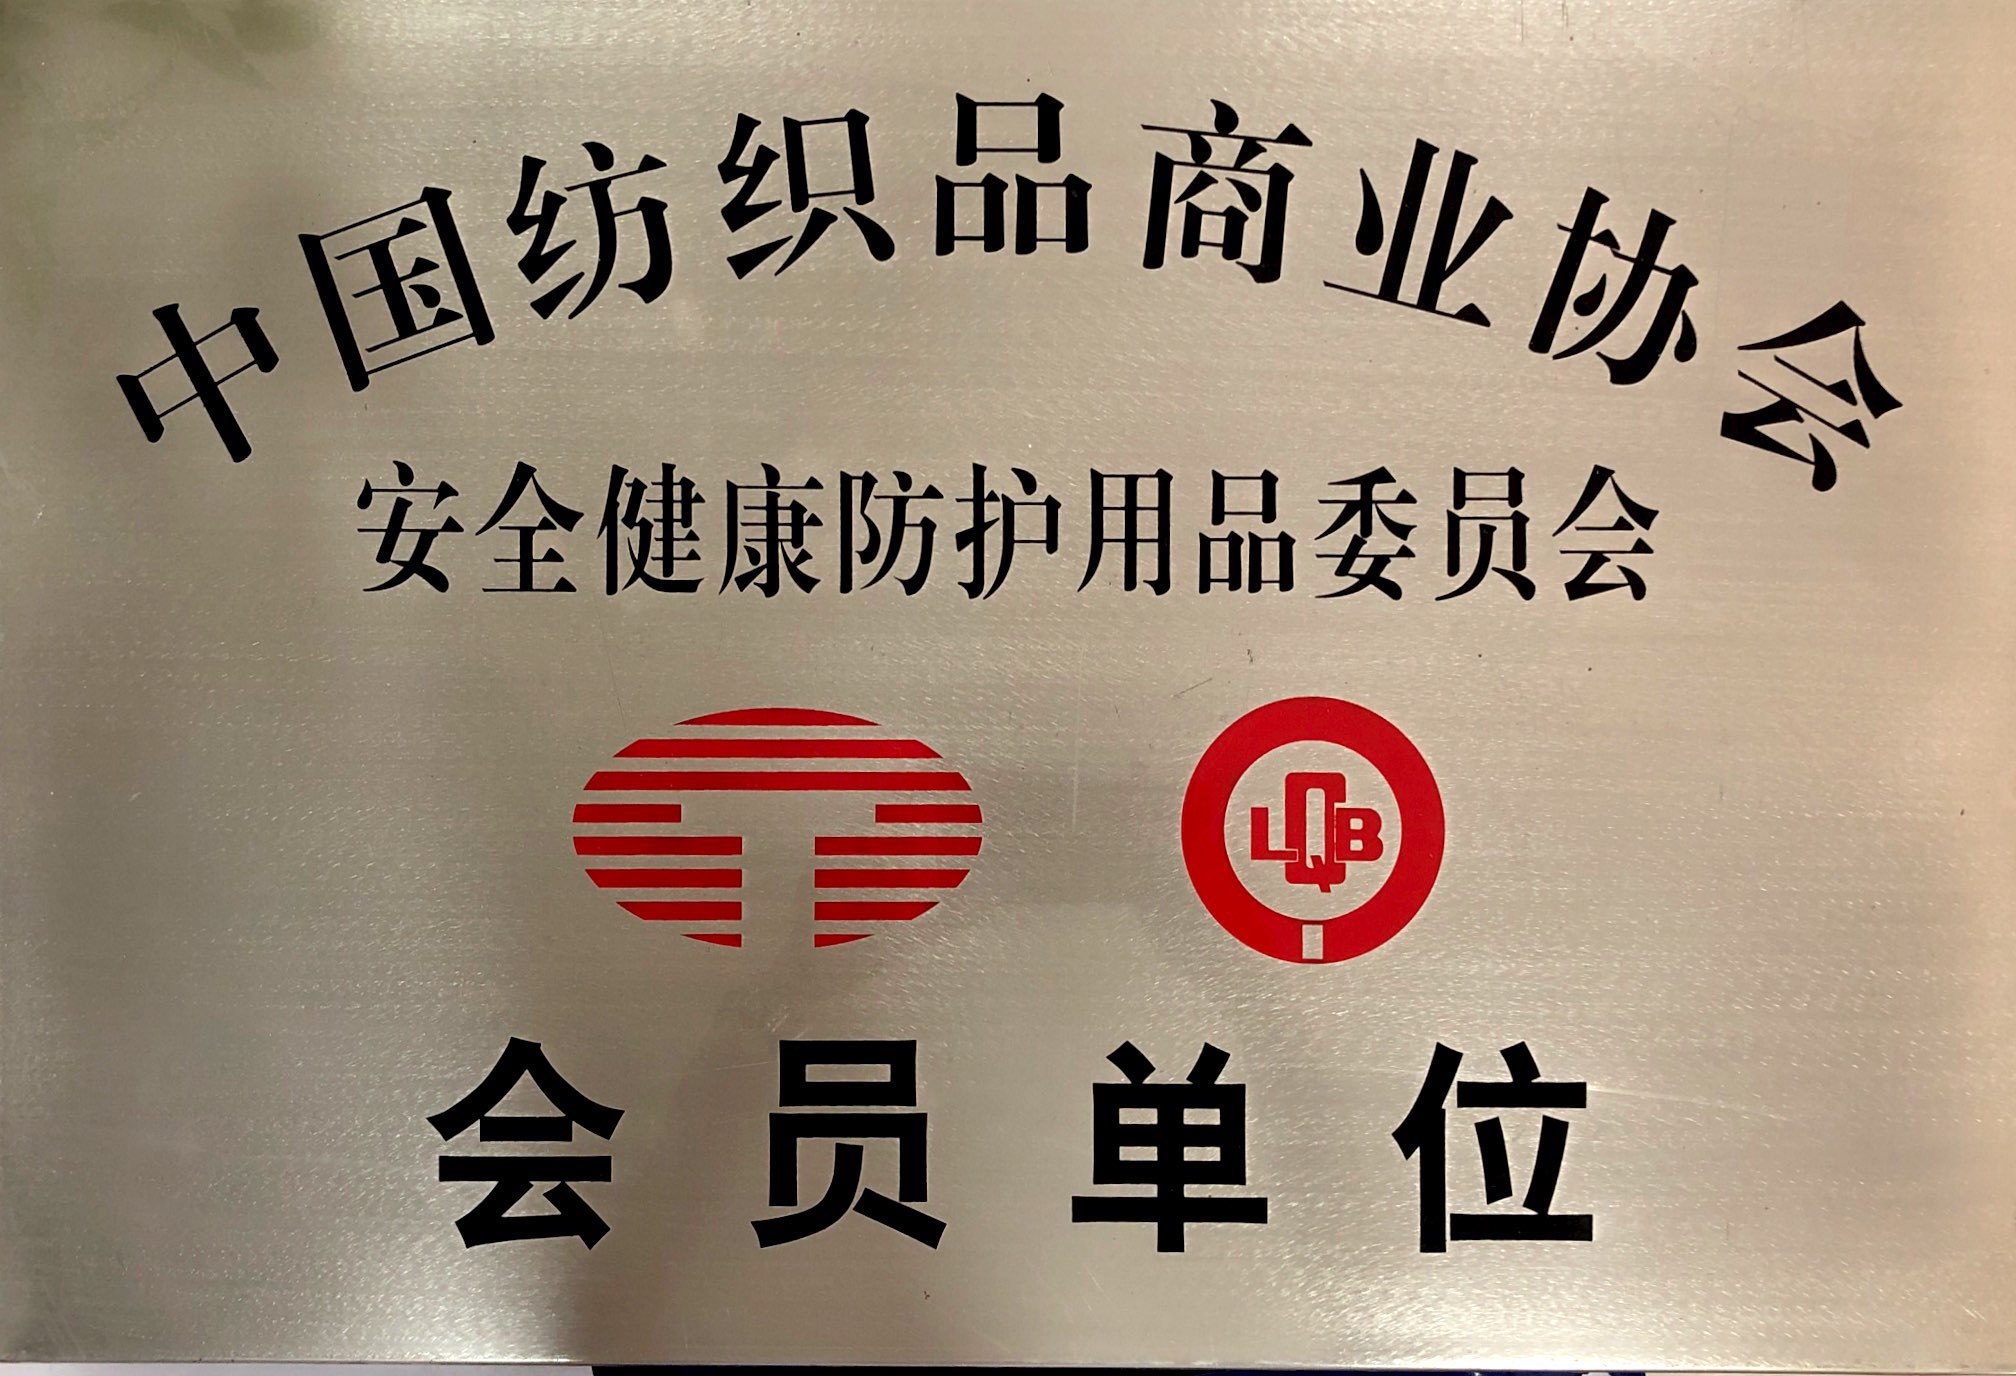 中国纺织品商业协会
安全健康防护用品委员会
LQB
会员单位